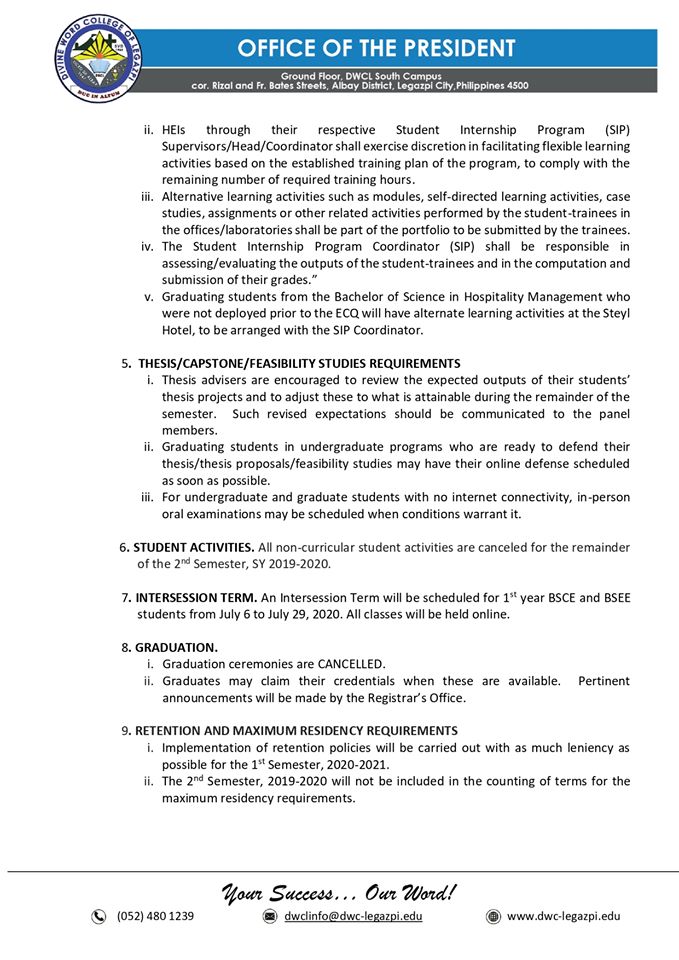 DIVINE WORD COLLEGE OF LEGAZPI
DUC IN ALTUM
OFFICE OF THE PRESIDENT
Ground Floor, DWCL South Campus
cor. Rizal and Fr. Bates Streets, Albay District, Legazpi City,Philippines 4500
ii. HEIs through their respective Student Internship Program (SIP)
Supervisors/Head/Coordinator shall exercise discretion in facilitating flexible learning
activities based on the established training plan of the program, to comply with the
remaining number of required training hours.
iii. Alternative learning activities such as modules, self-directed learning activities, case
studies, assignments or other related activities performed by the student-trainees in
the offices/laboratories shall be part of the portfolio to be submitted by the trainees.
iv. The Student Internship Program Coordinator (SIP) shall be responsible in
assessing/evaluating the outputs of the student-trainees and in the computation and
submission of their grades.”
v. Graduating students from the Bachelor of Science in Hospitality Management who
were not deployed prior to the ECQ will have alternate learning activities at the Steyl
Hotel, to be arranged with the SIP Coordinator.
5. THESIS/CAPSTONE/FEASIBILITY STUDIES REQUIREMENTS
i. Thesis advisers are encouraged to review the expected outputs of their students’
thesis projects and to adjust these to what is attainable during the remainder of the
semester. Such revised expectations should be communicated to the panel
members.
ii. Graduating students in undergraduate programs who are ready to defend their
thesis/thesis proposals/feasibility studies may have their online defense scheduled
as soon as possible.
iii. For undergraduate and graduate students with no internet connectivity, in-person
oral examinations may be scheduled when conditions warrant it.
6. STUDENT ACTIVITIES. All non-curricular student activities are canceled for the remainder
of the 2nd Semester, SY 2019-2020.
7. INTERSESSION TERM. An Intersession Term will be scheduled for 1st year BSCE and BSEE
students from July 6 to July 29, 2020. All classes will be held online.
8. GRADUATION.
i. Graduation ceremonies are CANCELLED.
ii. Graduates may claim their credentials when these are available. Pertinent
announcements will be made by the Registrar’s Office.
9. RETENTION AND MAXIMUM RESIDENCY REQUIREMENTS
i. Implementation of retention policies will be carried out with as much leniency as
possible for the 1st Semester, 2020-2021.
ii. The 2nd Semester, 2019-2020 will not be included in the counting of terms for the
maximum residency requirements.
Your Success... Our Word!
(052) 480 1239 dwclinfo@dwc-legazpi.edu www.dwc-legazpi.edu